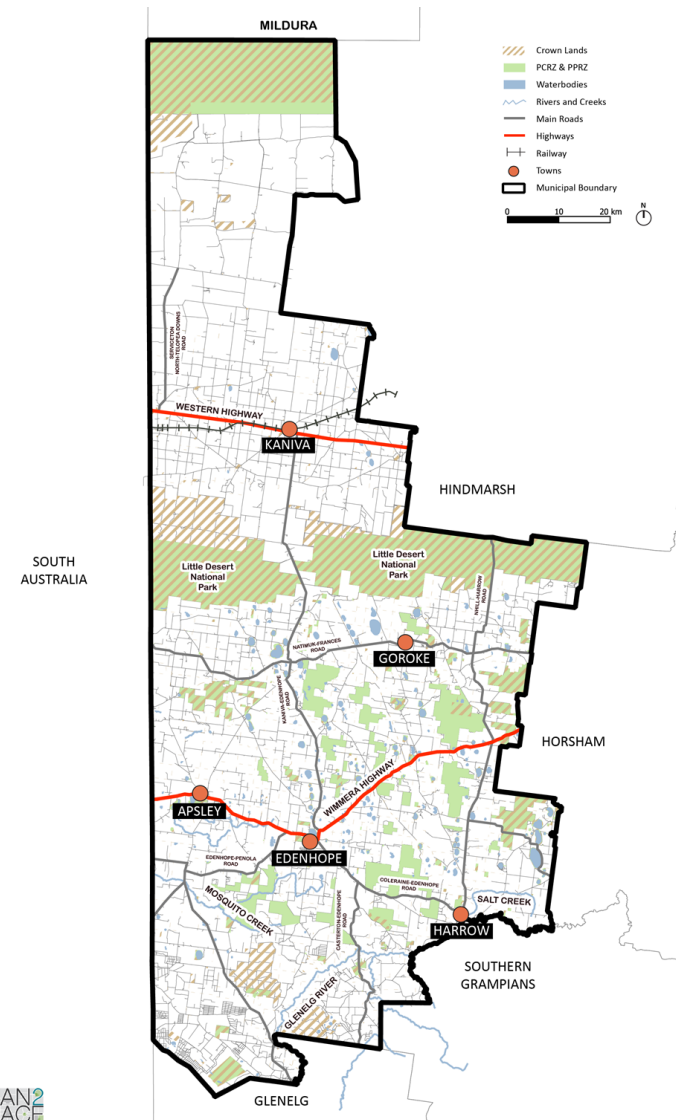 MILDURA
Crown Lands
PCRZ & PPRZ
Waterbodies
Rivers and Creeks
Main Roads
Highways
Railway
Towns
Municipal Boundary
0 10 20 km
N
SERVICETON
NORTH-TELOPEA DOWNS
ROAD
WESTERN HIGHWAY
KANIVA
HINDMARSH
SOUTH
AUSTRALIA
Little Desert
National
Park
Little Desert
National
Park
NHILL-HARROW
ROAD
NATIMUK-FRANCES
ROAD
GOROKE
KANIVA-EDENHOPE
ROAD
HORSHAM
WIMMERA HIGHWAY
APSLEY
EDENHOPE
EDENHOPE-PENOLA
ROAD
COLERAINE-EDENHOPE
ROAD
MOSQUITO CREEK
CASTERTON-EDENHOPE
ROAD
SALT CREEK
HARROW
SOUTHERN
GRAMPIANS
GLENELG RIVER
GLENELG
AN2
ACE